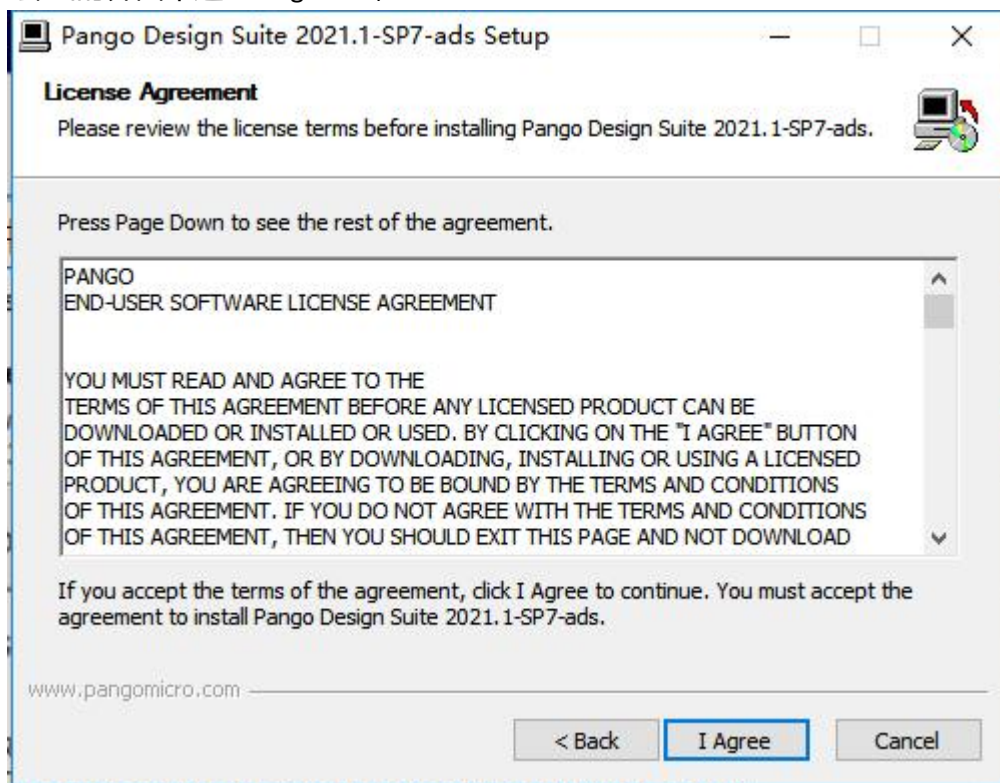 Pango Design Suite 2021.1-SP7-ads Setup
License Agreement
Please review the license terms before installing Pango Design Suite 2021.1-SP7-ads.
Press Page Down to see the rest of the agreement.
PANGO
END-USER SOFTWARE LICENSE AGREEMENT
YOU MUST READ AND AGREE TO THE
TERMS OF THIS AGREEMENT BEFORE ANY LICENSED PRODUCT CAN BE
DOWNLOADED OR INSTALLED OR USED. BY CLICKING ON THE "I AGREE" BUTTON
OF THIS AGREEMENT, OR BY DOWNLOADING, INSTALLING OR USING A LICENSED
PRODUCT, YOU ARE AGREEING TO BE BOUND BY THE TERMS AND CONDITIONS
OF THIS AGREEMENT. IF YOU DO NOT AGREE WITH THE TERMS AND CONDITIONS
OF THIS AGREEMENT, THEN YOU SHOULD EXIT THIS PAGE AND NOT DOWNLOAD
If you accept the terms of the agreement, click I Agree to continue. You must accept the
agreement to install Pango Design Suite 2021.1-SP7-ads.
www.pangomicro.com
< Back
I Agree
Cancel